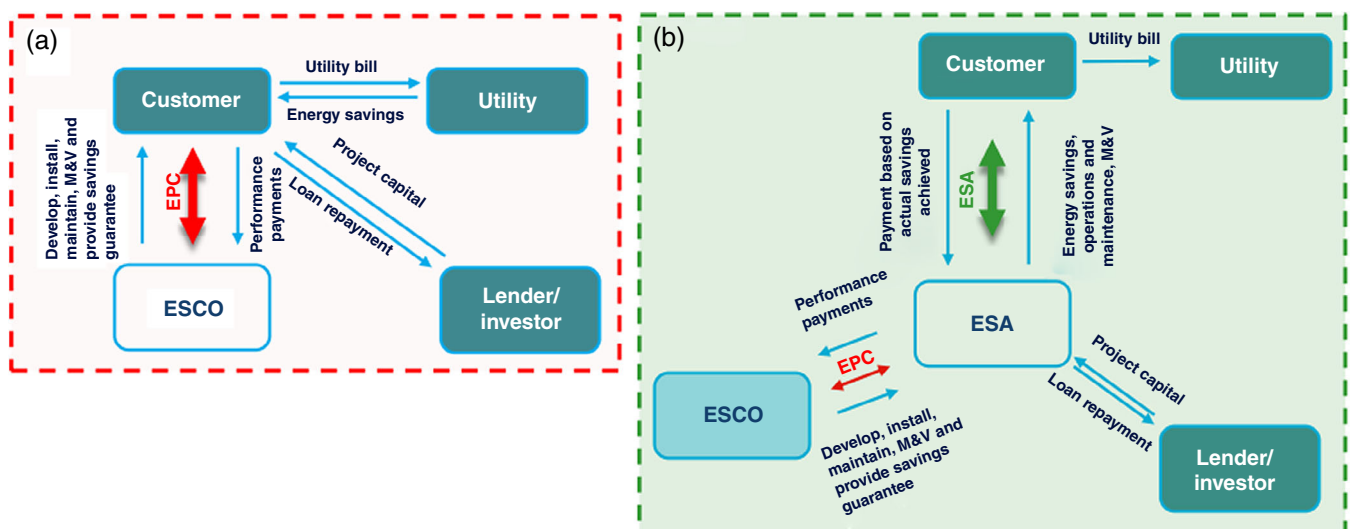 (a)
Utility bill
Customer
Utility
Energy savings
Develop, install,
maintain, M&V and
provide savings
guarantee
EPC
Performance
payments
Project capital
Loan repayment
ESCO
Lender/
investor
(b)
Utility bill
Customer
Utility
Payment based on
actual savings
achieved
ESA
Energy savings,
operations and
maintenance, M&V
Performance
payments
ESA
EPC
ESCO
Develop, install,
maintain, M&V and
provide savings
guarantee
Project capital
Loan repayment
Lender/
investor